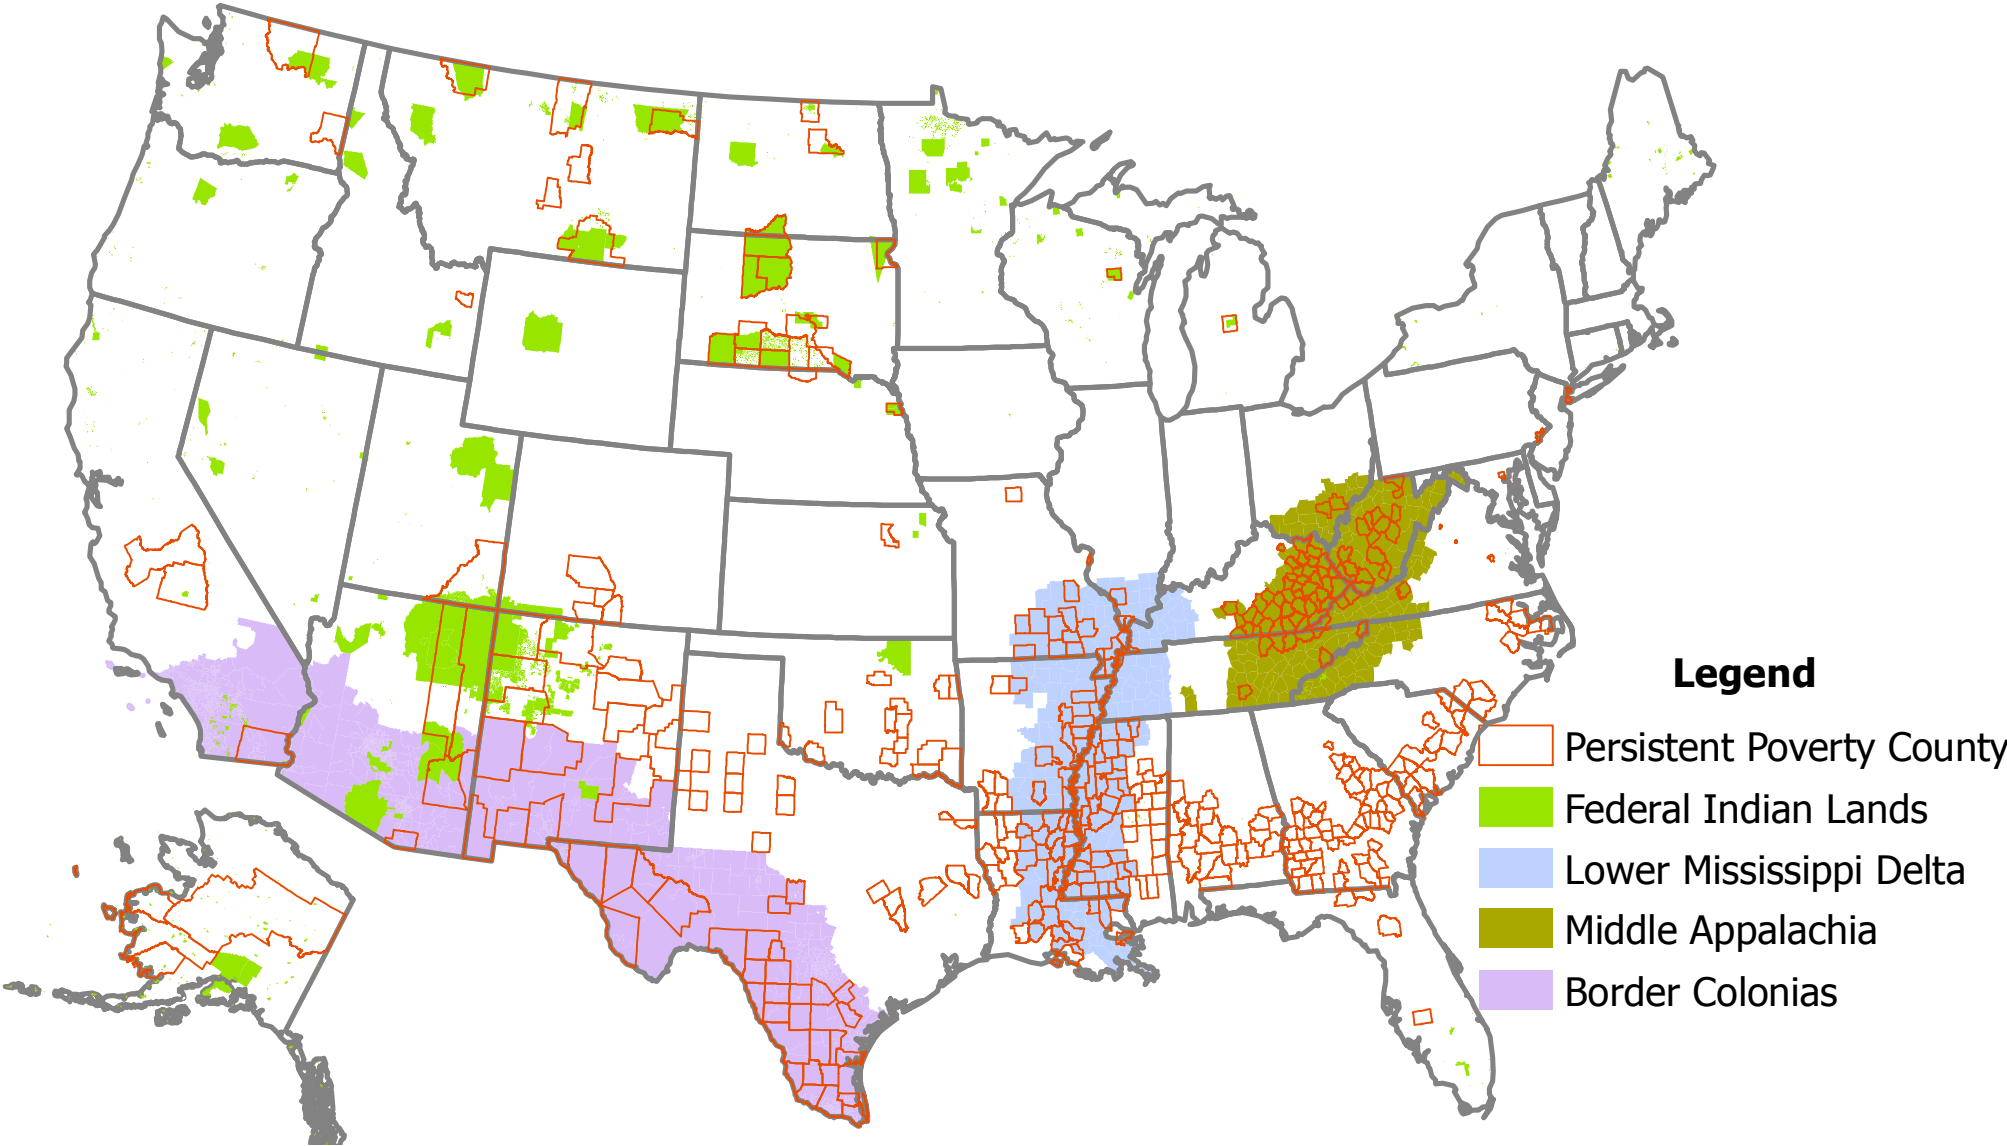 Legend
Persistent Poverty County
Federal Indian Lands
Lower Mississippi Delta
Middle Appalachia
Border Colonias